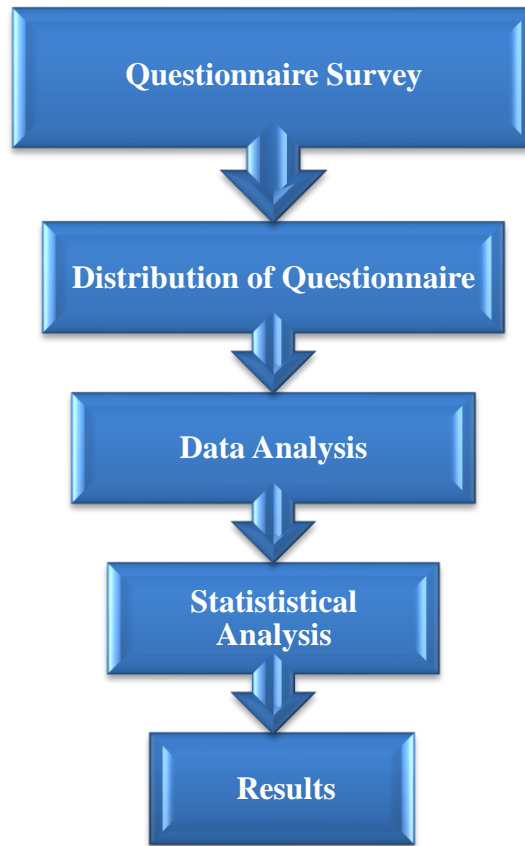 Questionnaire Survey
Distribution of Questionnaire
Data Analysis
Statististical
Analysis
Results